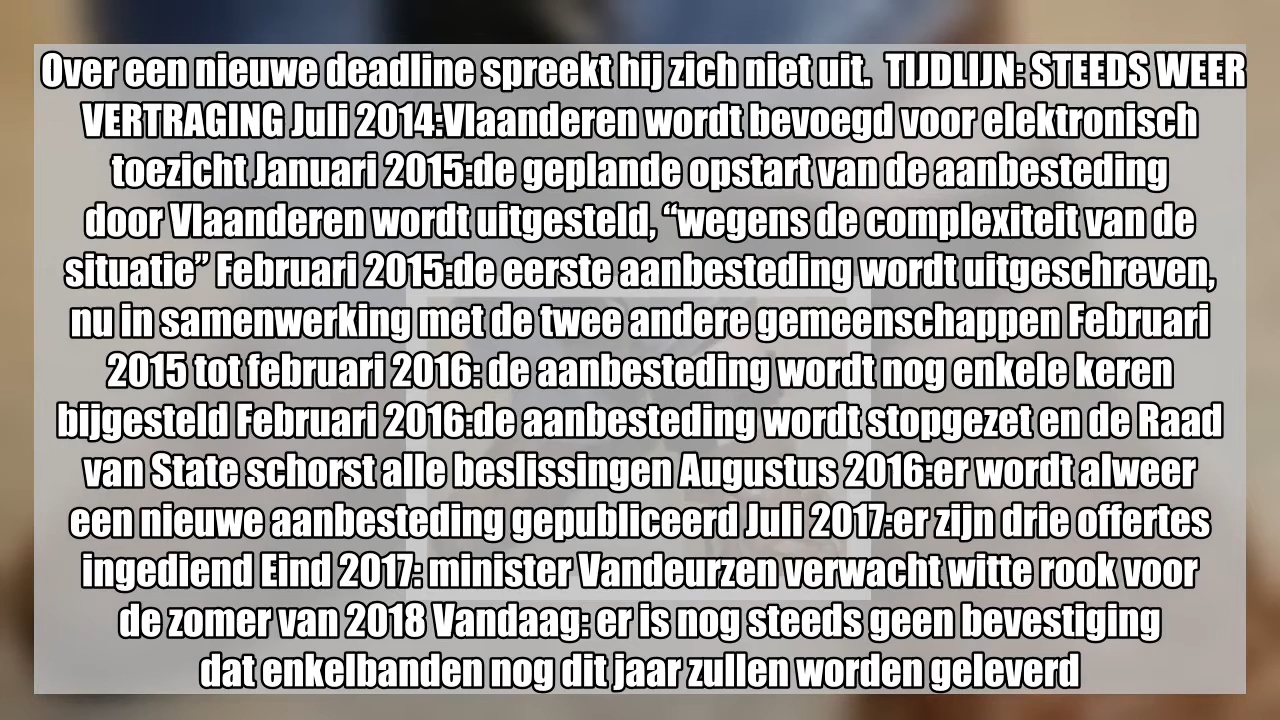 Over een nieuwe deadline spreekt hij zich niet uit.  TIJDLIJN: STEEDS WEER
VERTRAGING Juli 2014:Vlaanderen wordt bevoegd voor elektronisch
toezicht Januari 2015:de geplande opstart van de aanbesteding
door Vlaanderen wordt uitgesteld, “wegens de complexiteit van de
situatie” Februari 2015:de eerste aanbesteding wordt uitgeschreven,
nu in samenwerking met de twee andere gemeenschappen Februari
2015 tot februari 2016: de aanbesteding wordt nog enkele keren
bijgesteld Februari 2016:de aanbesteding wordt stopgezet en de Raad
van State schorst alle beslissingen Augustus 2016:er wordt alweer
een nieuwe aanbesteding gepubliceerd Juli 2017:er zijn drie offertes
ingediend Eind 2017: minister Vandeurzen verwacht witte rook voor
de zomer van 2018 Vandaag: er is nog steeds geen bevestiging
dat enkelbanden nog dit jaar zullen worden geleverd